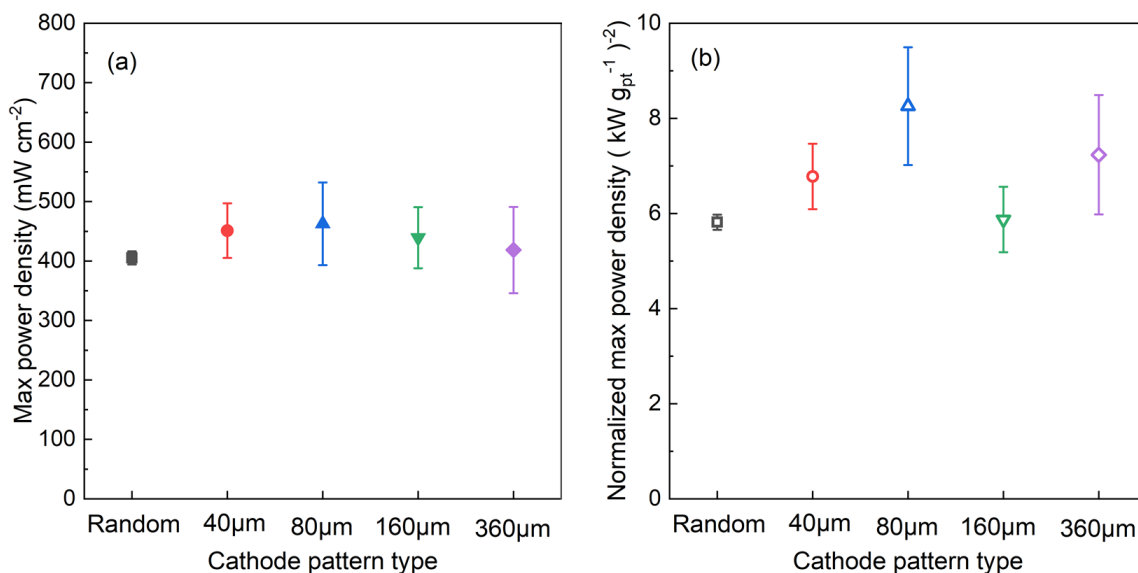 (a)
Max power density (mW cm⁻²)
800
700
600
500
400
300
200
100
0
Random 40µm 80µm 160µm 360µm
Cathode pattern type
(b)
Normalized max power density ( kW gₚₜ⁻¹ )⁻²)
10
8
6
4
2
0
Random 40µm 80µm 160µm 360µm
Cathode pattern type